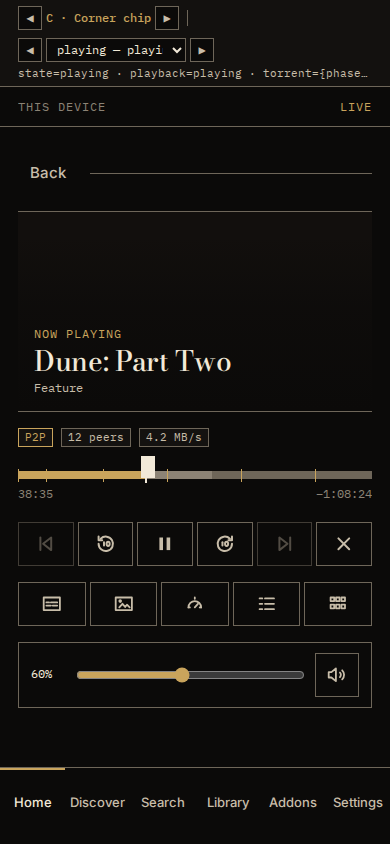 C · Corner chip
playing — playi
state=playing · playback=playing · torrent={phase…
THIS DEVICE LIVE
Back
NOW PLAYING
Dune: Part Two
Feature
P2P 12 peers 4.2 MB/s
38:35 −1:08:24
10 10
60%
Home Discover Search Library Addons Settings